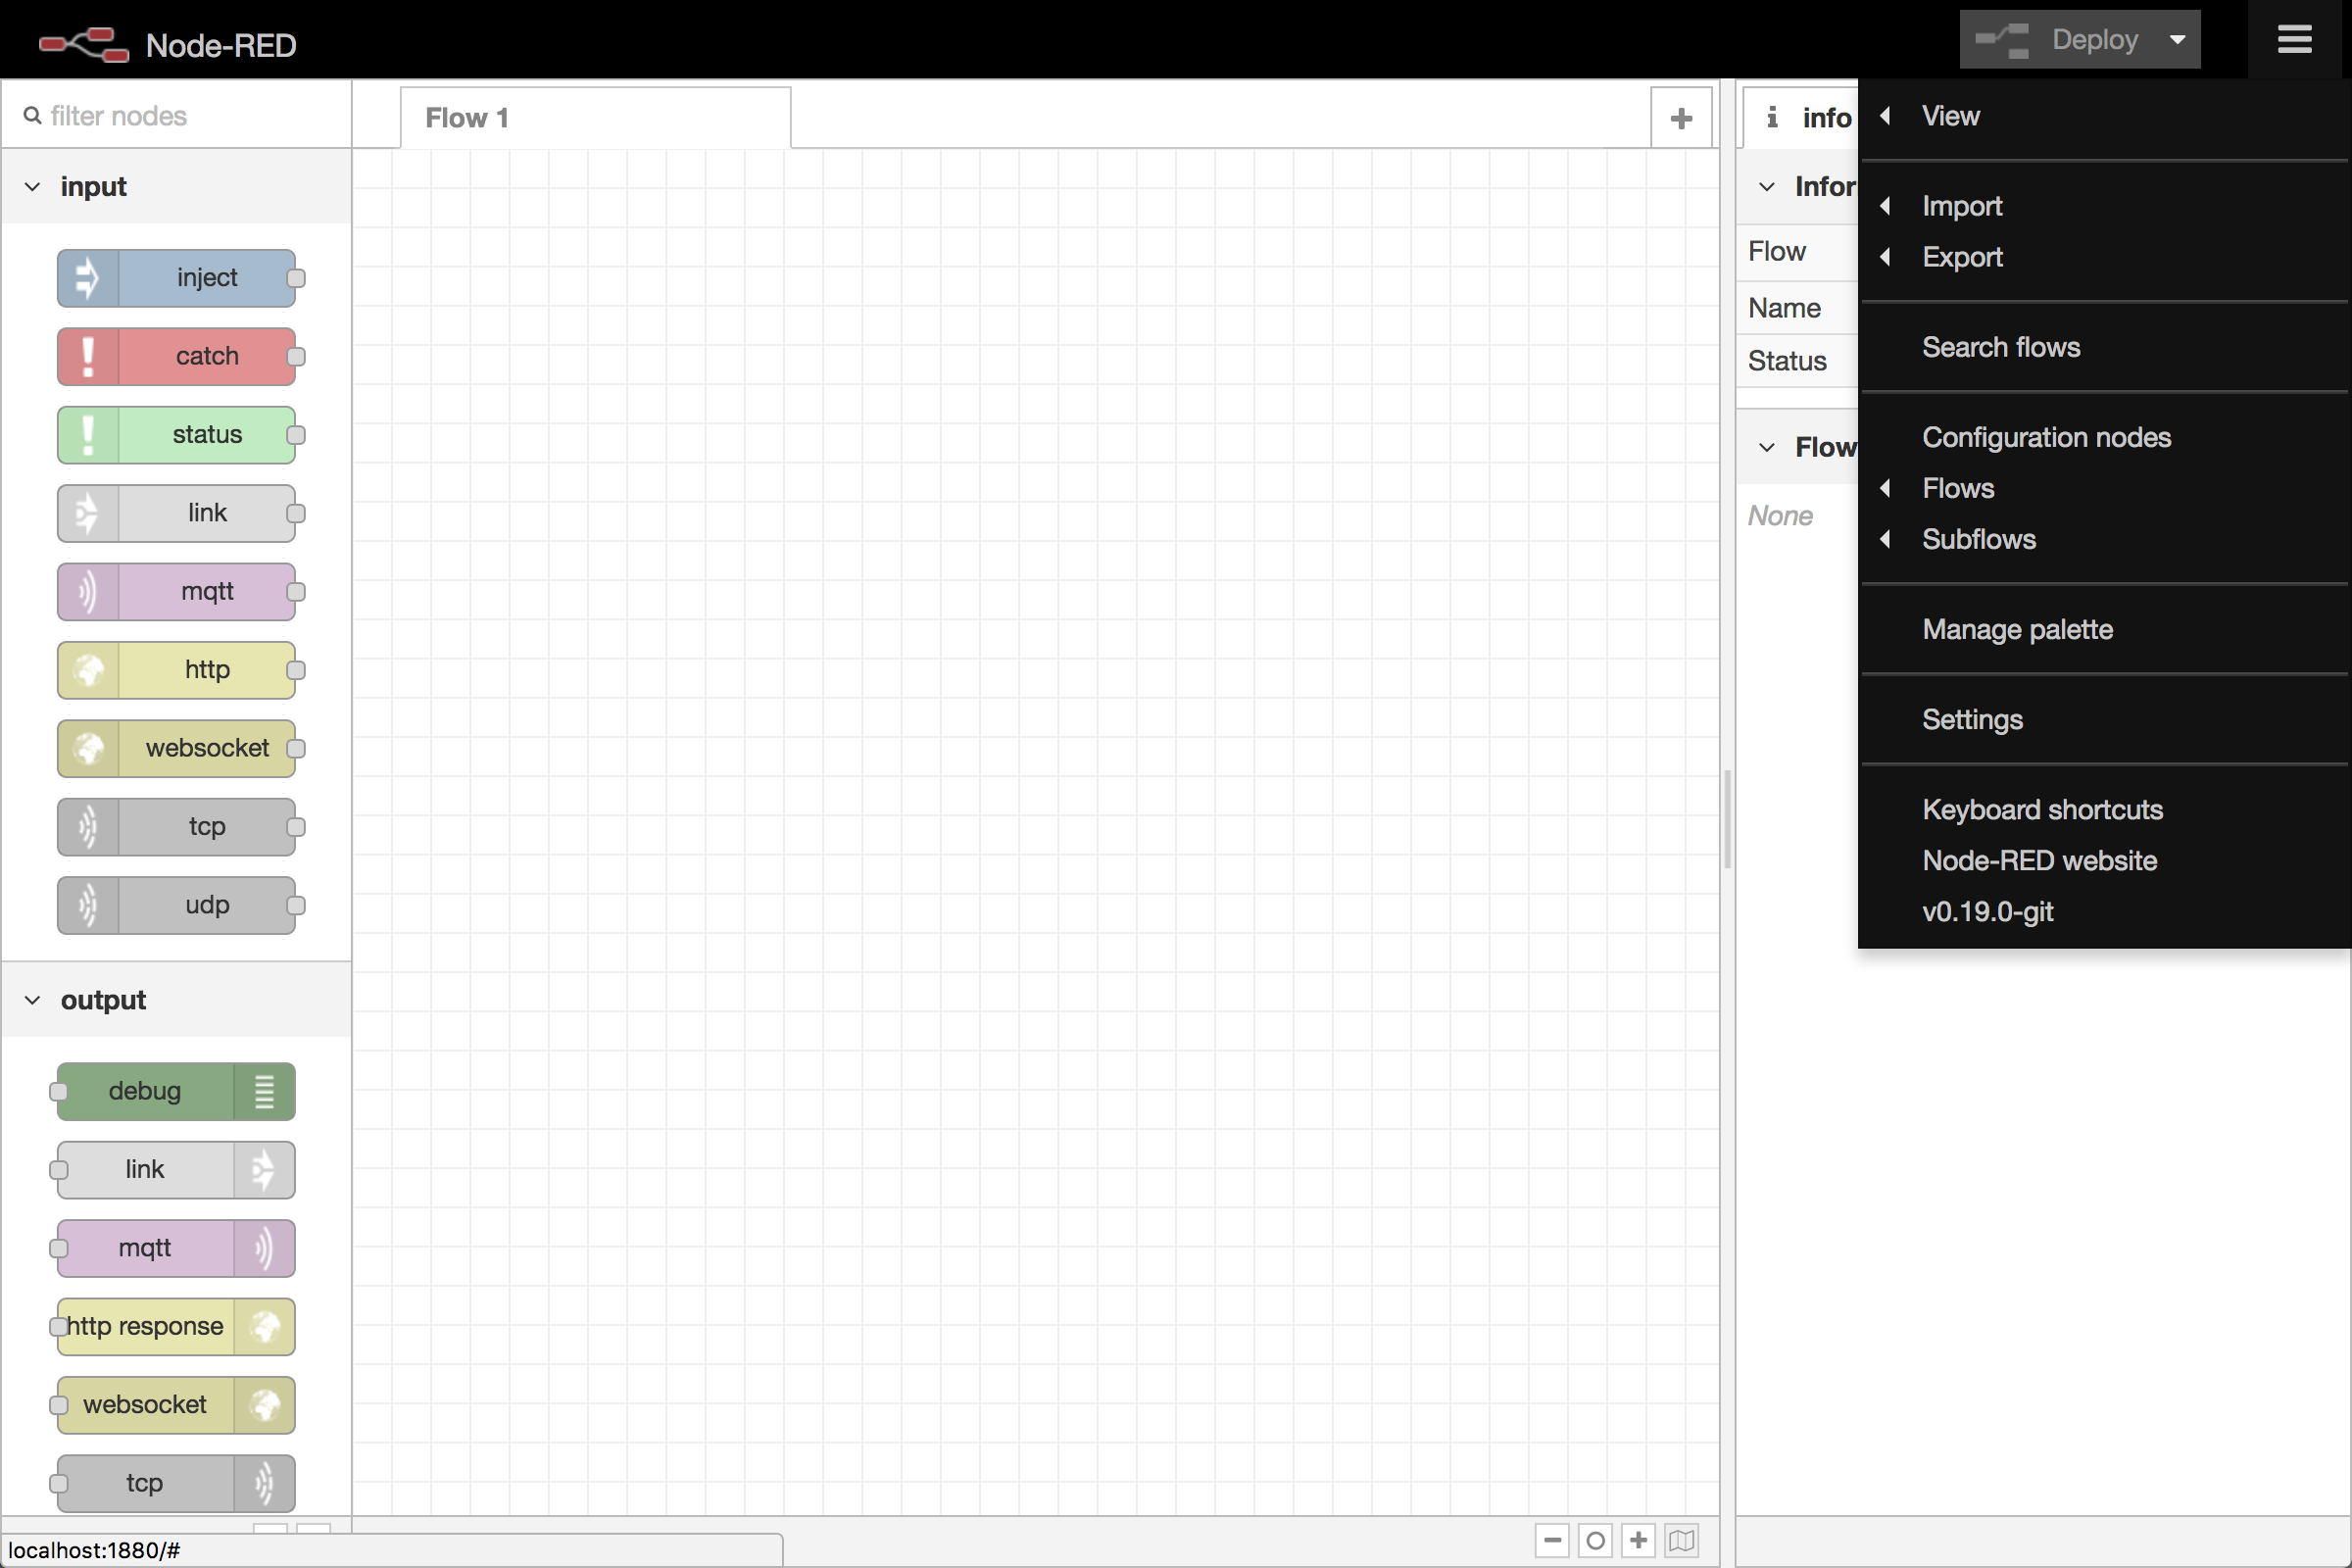 Node-RED
Deploy
filter nodes
input
inject
catch
status
link
mqtt
http
websocket
tcp
udp
output
debug
link
mqtt
http response
websocket
tcp
localhost:1880/#
Flow 1
info
Infor
Flow
Name
Status
Flow
None
View
Import
Export
Search flows
Configuration nodes
Flows
Subflows
Manage palette
Settings
Keyboard shortcuts
Node-RED website
v0.19.0-git